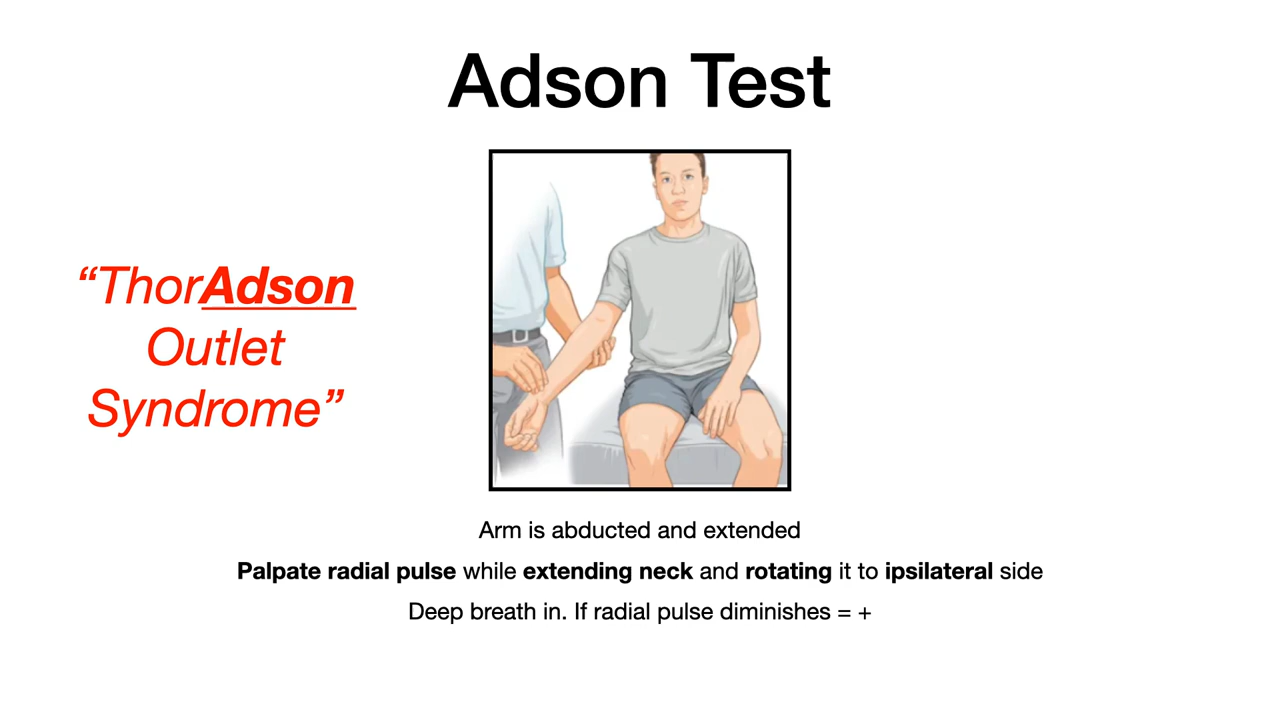 Adson Test
“ThorAdson
Outlet
Syndrome”
Arm is abducted and extended
Palpate radial pulse while extending neck and rotating it to ipsilateral side
Deep breath in. If radial pulse diminishes = +